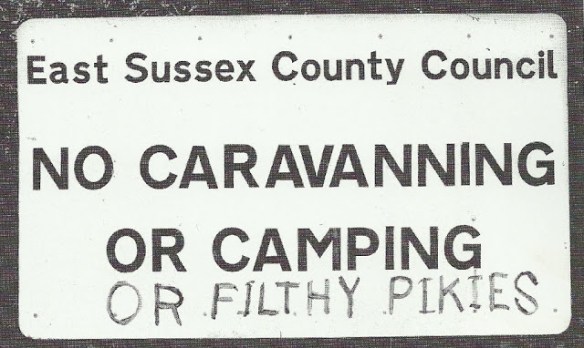 East Sussex County Council
NO CARAVANNING
OR CAMPING
OR FILTHY PIKIES